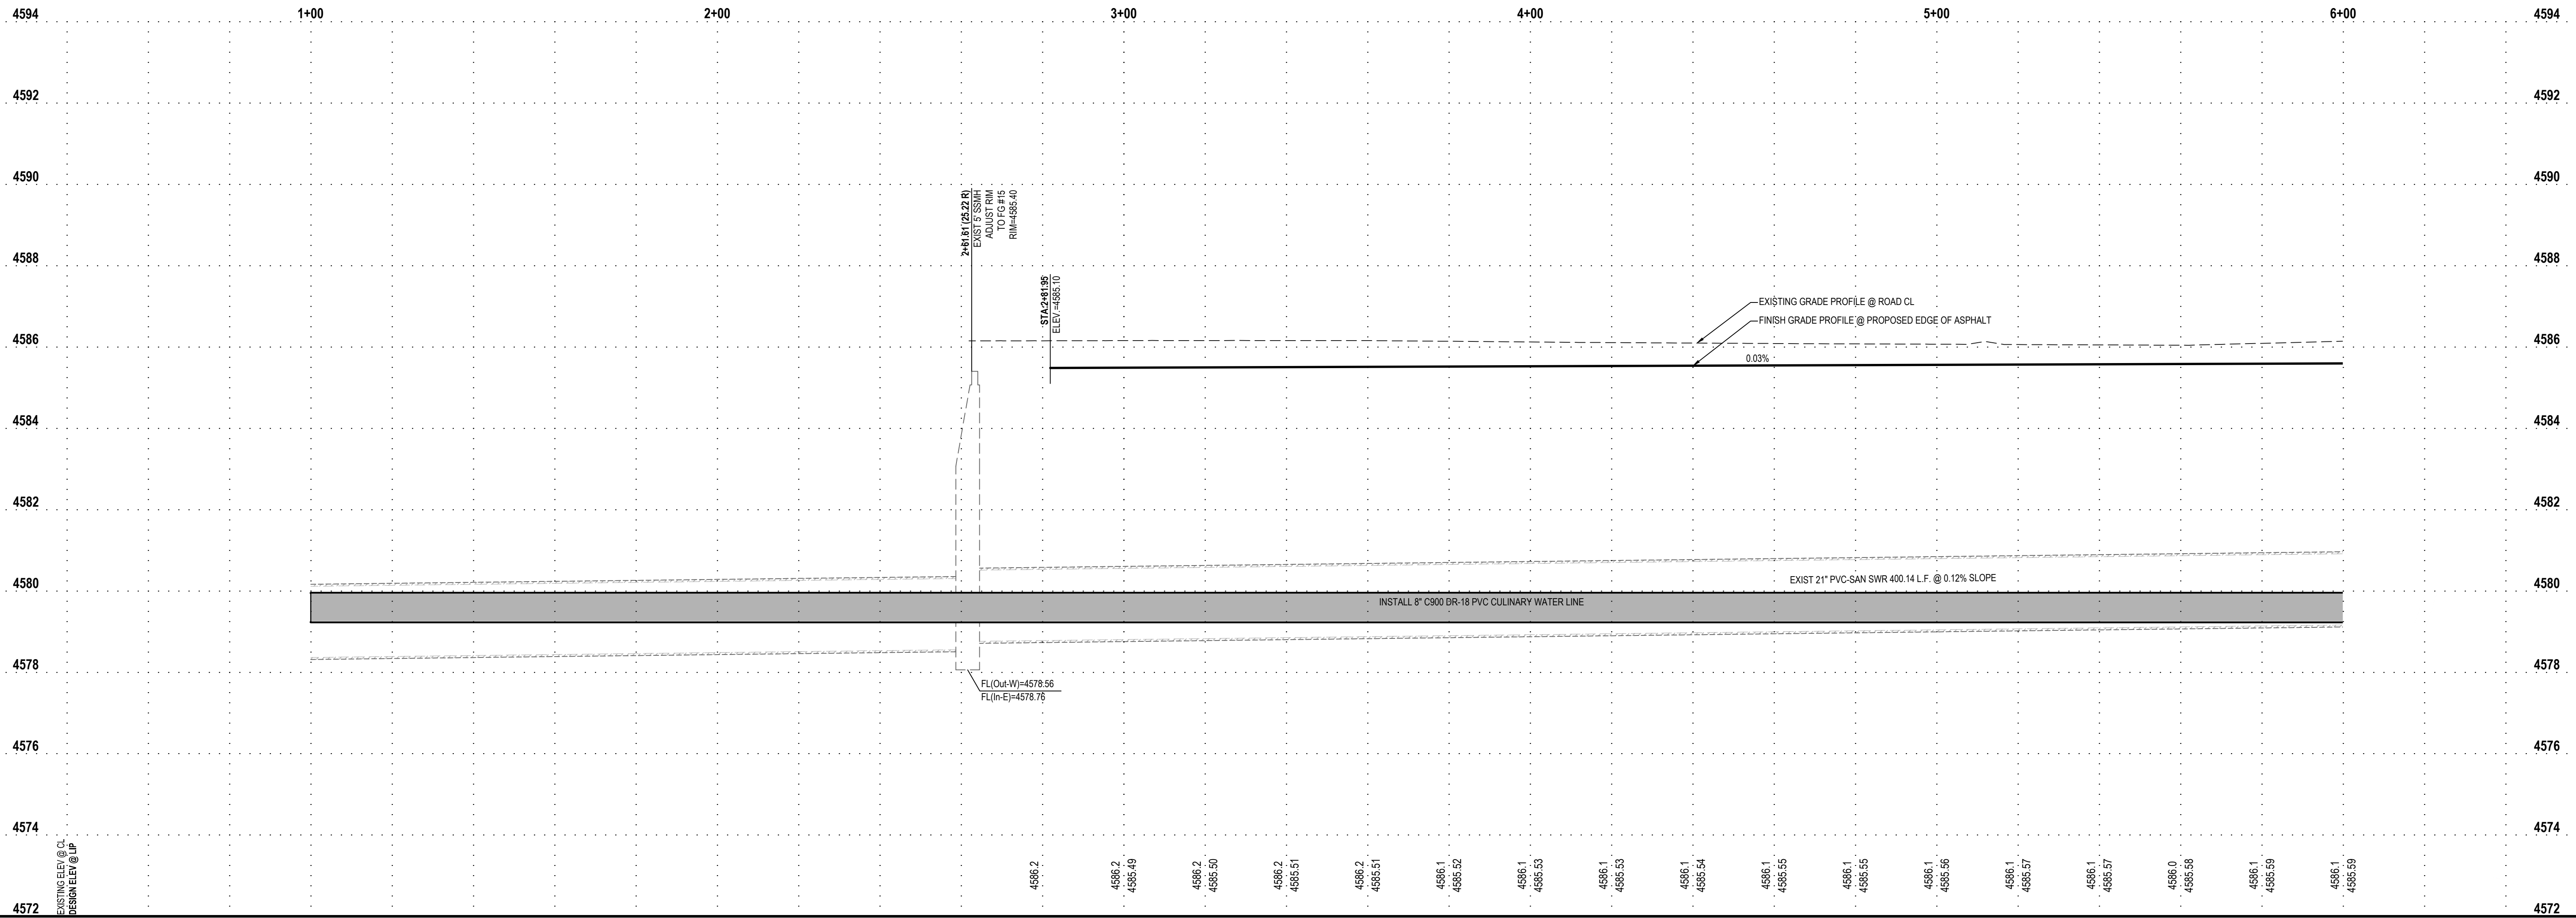 4594 1+00 2+00 3+00 4+00 5+00 6+00 4594
4592 4592
4590 4590
2+61.61 (25.22 R)
EXIST 5' SSMH
ADJUST RIM
TO FG #15
RIM=4585.40
4588 4588
STA:2+81.95
ELEV.=4585.10
EXISTING GRADE PROFILE @ ROAD CL
FINISH GRADE PROFILE @ PROPOSED EDGE OF ASPHALT
4586 4586
0.03%
4584 4584
4582 4582
4580 4580
EXIST 21" PVC-SAN SWR 400.14 L.F. @ 0.12% SLOPE
INSTALL 8" C900 DR-18 PVC CULINARY WATER LINE
4578 4578
FL(Out-W)=4578.56
FL(In-E)=4578.76
4576 4576
4574 4574
EXISTING ELEV @ CL
DESIGN ELEV @ LIP
4586.2
4586.2
4585.49
4586.2
4585.50
4586.2
4585.51
4586.2
4585.51
4586.1
4585.52
4586.1
4585.53
4586.1
4585.53
4586.1
4585.54
4586.1
4585.55
4586.1
4585.55
4586.1
4585.56
4586.1
4585.57
4586.1
4585.57
4586.0
4585.58
4586.1
4585.59
4586.1
4585.59
4572 4572